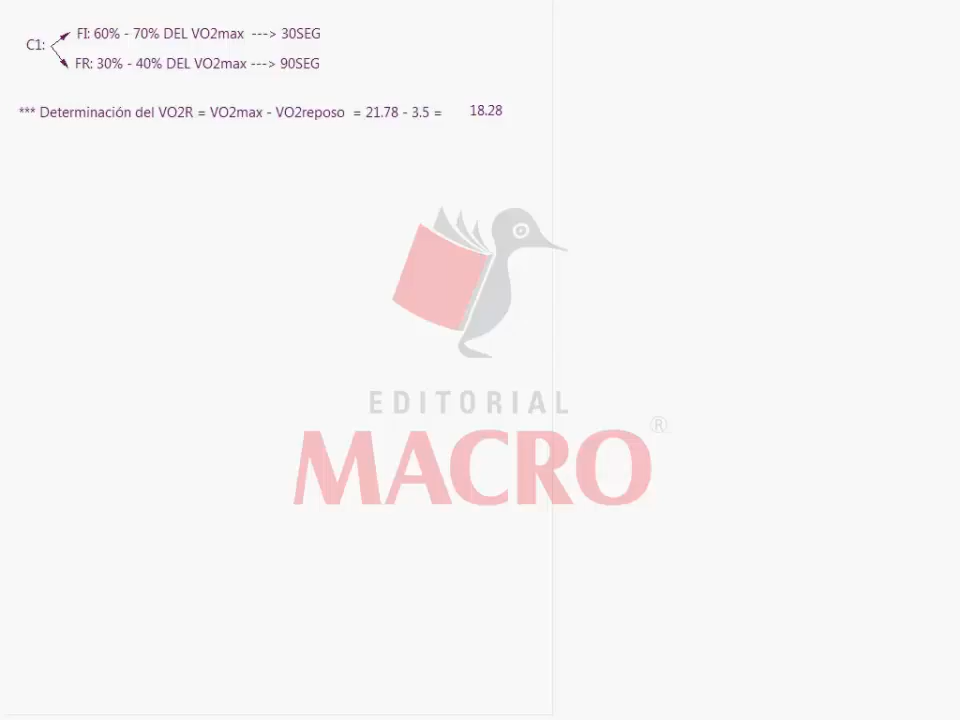 C1: FI: 60% - 70% DEL VO2max ---> 30SEG
FR: 30% - 40% DEL VO2max ---> 90SEG
*** Determinación del VO2R = VO2max - VO2reposo = 21.78 - 3.5 = 18.28
EDITORIAL
MACRO®